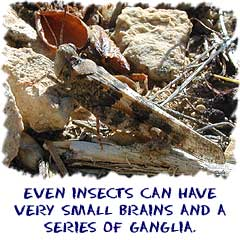 EVEN INSECTS CAN HAVE
VERY SMALL BRAINS AND A
SERIES OF GANGLIA.